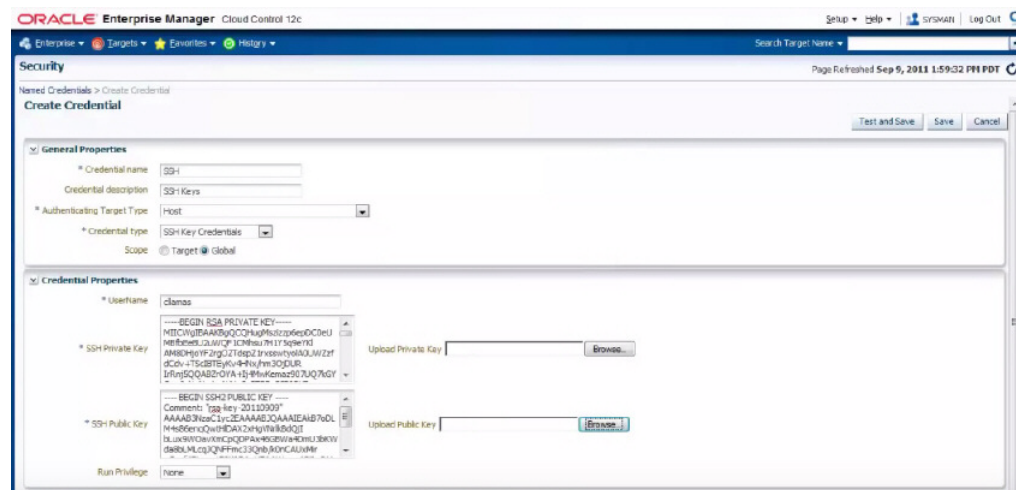 ORACLE Enterprise Manager Cloud Control 12c
Setup Help SYSMAN Log Out
Enterprise Targets Favorites History
Search Target Name
Security
Page Refreshed Sep 9, 2011 1:59:32 PM PDT
Named Credentials > Create Credential
Create Credential
Test and Save Save Cancel
General Properties
* Credential name SSH
Credential description SSH Keys
* Authenticating Target Type Host
* Credential type SSH Key Credentials
Scope Target Global
Credential Properties
* UserName
* SSH Private Key
-----BEGIN RSA PRIVATE KEY-----
Upload Private Key Browse...
* SSH Public Key
---- BEGIN SSH2 PUBLIC KEY ----
Comment: "rsa-key-20110909"
Upload Public Key Browse...
Run Privilege None